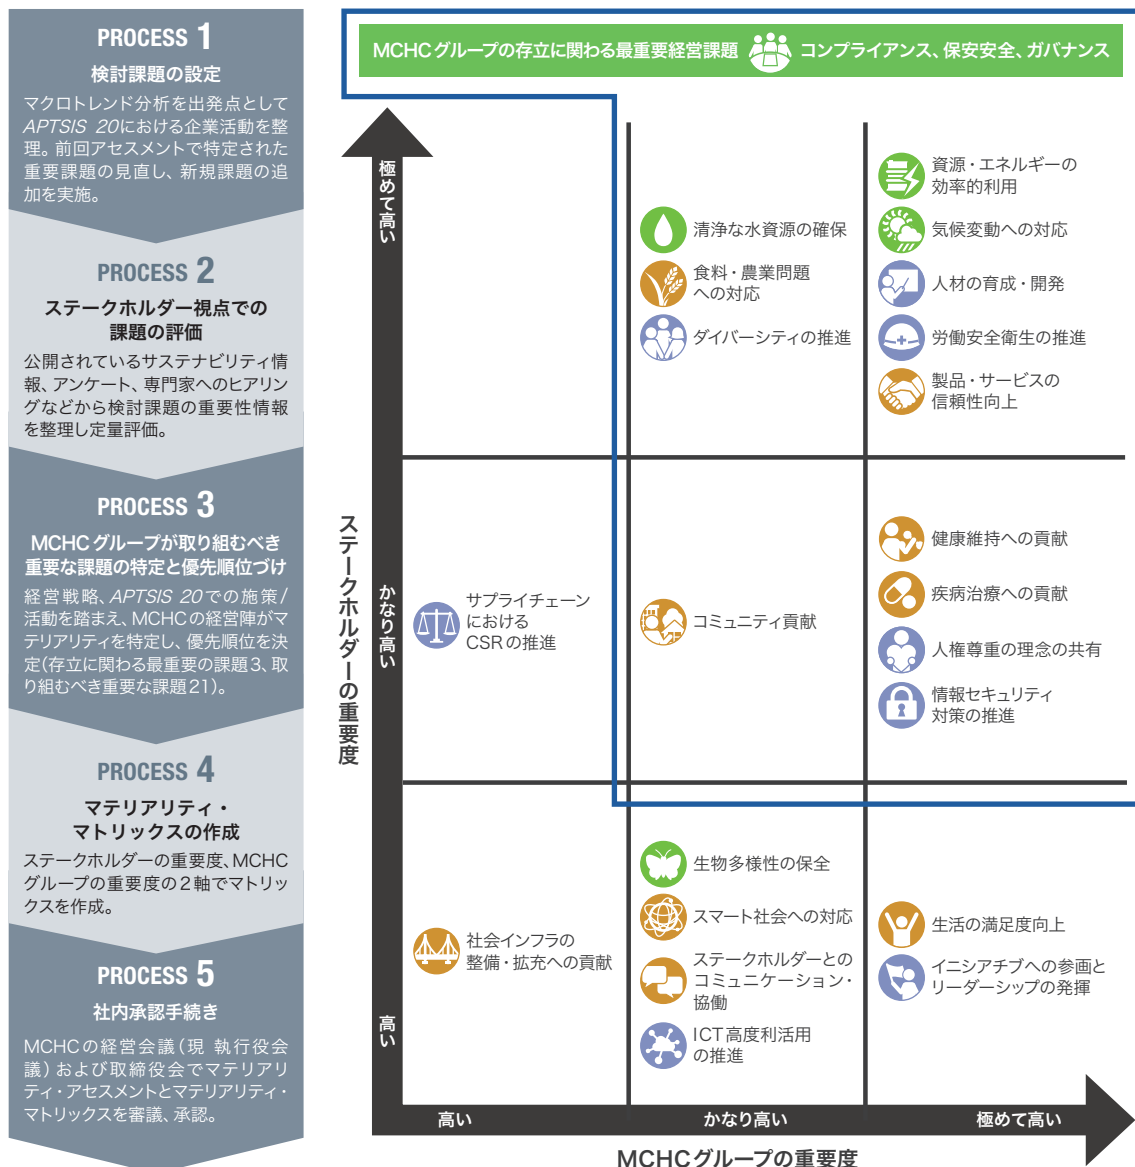 PROCESS 1
検討課題の設定
マクロトレンド分析を出発点として
APTSIS 20における企業活動を整
理。前回アセスメントで特定された
重要課題の見直し、新規課題の追
加を実施。
PROCESS 2
ステークホルダー視点での
課題の評価
公開されているサステナビリティ情
報、アンケート、専門家へのヒアリン
グなどから検討課題の重要性情報
を整理し定量評価。
PROCESS 3
MCHCグループが取り組むべき
重要な課題の特定と優先順位づけ
経営戦略、APTSIS 20での施策/
活動を踏まえ、MCHCの経営陣がマ
テリアリティを特定し、優先順位を決
定(存立に関わる最重要の課題3、取
り組むべき重要な課題21)。
PROCESS 4
マテリアリティ・
マトリックスの作成
ステークホルダーの重要度、MCHC
グループの重要度の2軸でマトリッ
クスを作成。
PROCESS 5
社内承認手続き
MCHCの経営会議(現 執行役会
議)および取締役会でマテリアリ
ティ・アセスメントとマテリアリティ・
マトリックスを審議、承認。
MCHCグループの存立に関わる最重要経営課題 コンプライアンス、保安安全、ガバナンス
ステークホルダーの重要度
極めて高い
清浄な水資源の確保
食料・農業問題
への対応
ダイバーシティの推進
資源・エネルギーの
効率的利用
気候変動への対応
人材の育成・開発
労働安全衛生の推進
製品・サービスの
信頼性向上
かなり高い
サプライチェーン
における
CSRの推進
コミュニティ貢献
健康維持への貢献
疾病治療への貢献
人権尊重の理念の共有
情報セキュリティ
対策の推進
高い
社会インフラの
整備・拡充への貢献
生物多様性の保全
スマート社会への対応
ステークホルダーとの
コミュニケーション・
協働
ICT高度利活用
の推進
生活の満足度向上
イニシアチブへの参画と
リーダーシップの発揮
高い
かなり高い
極めて高い
MCHCグループの重要度